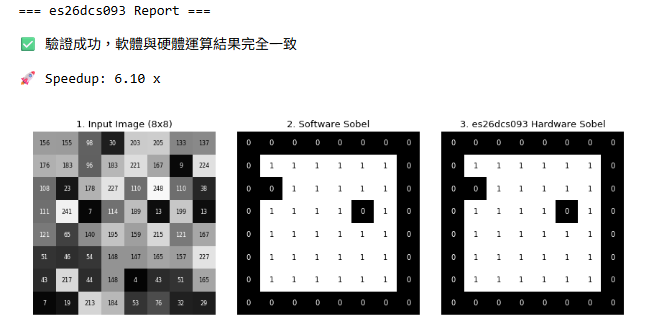 === es26dcs093 Report ===
✅ 驗證成功，軟體與硬體運算結果完全一致
🚀 Speedup: 6.10 x
1. Input Image (8x8)
2. Software Sobel
3. es26dcs093 Hardware Sobel
156 155 98 30 203 205 133 137
0 0 0 0 0 0 0 0
0 0 0 0 0 0 0 0
176 183 96 183 221 167 9 224
0 1 1 1 1 1 1 0
0 1 1 1 1 1 1 0
108 23 178 227 110 248 110 38
0 0 1 1 1 1 1 0
0 0 1 1 1 1 1 0
111 241 7 114 189 13 199 13
0 1 1 1 1 0 1 0
0 1 1 1 1 0 1 0
121 65 140 195 159 215 121 167
0 1 1 1 1 1 1 0
0 1 1 1 1 1 1 0
51 46 54 148 147 165 157 227
0 1 1 1 1 1 1 0
0 1 1 1 1 1 1 0
43 217 44 148 4 43 51 165
0 1 1 1 1 1 1 0
0 1 1 1 1 1 1 0
7 19 213 184 53 76 32 29
0 0 0 0 0 0 0 0
0 0 0 0 0 0 0 0